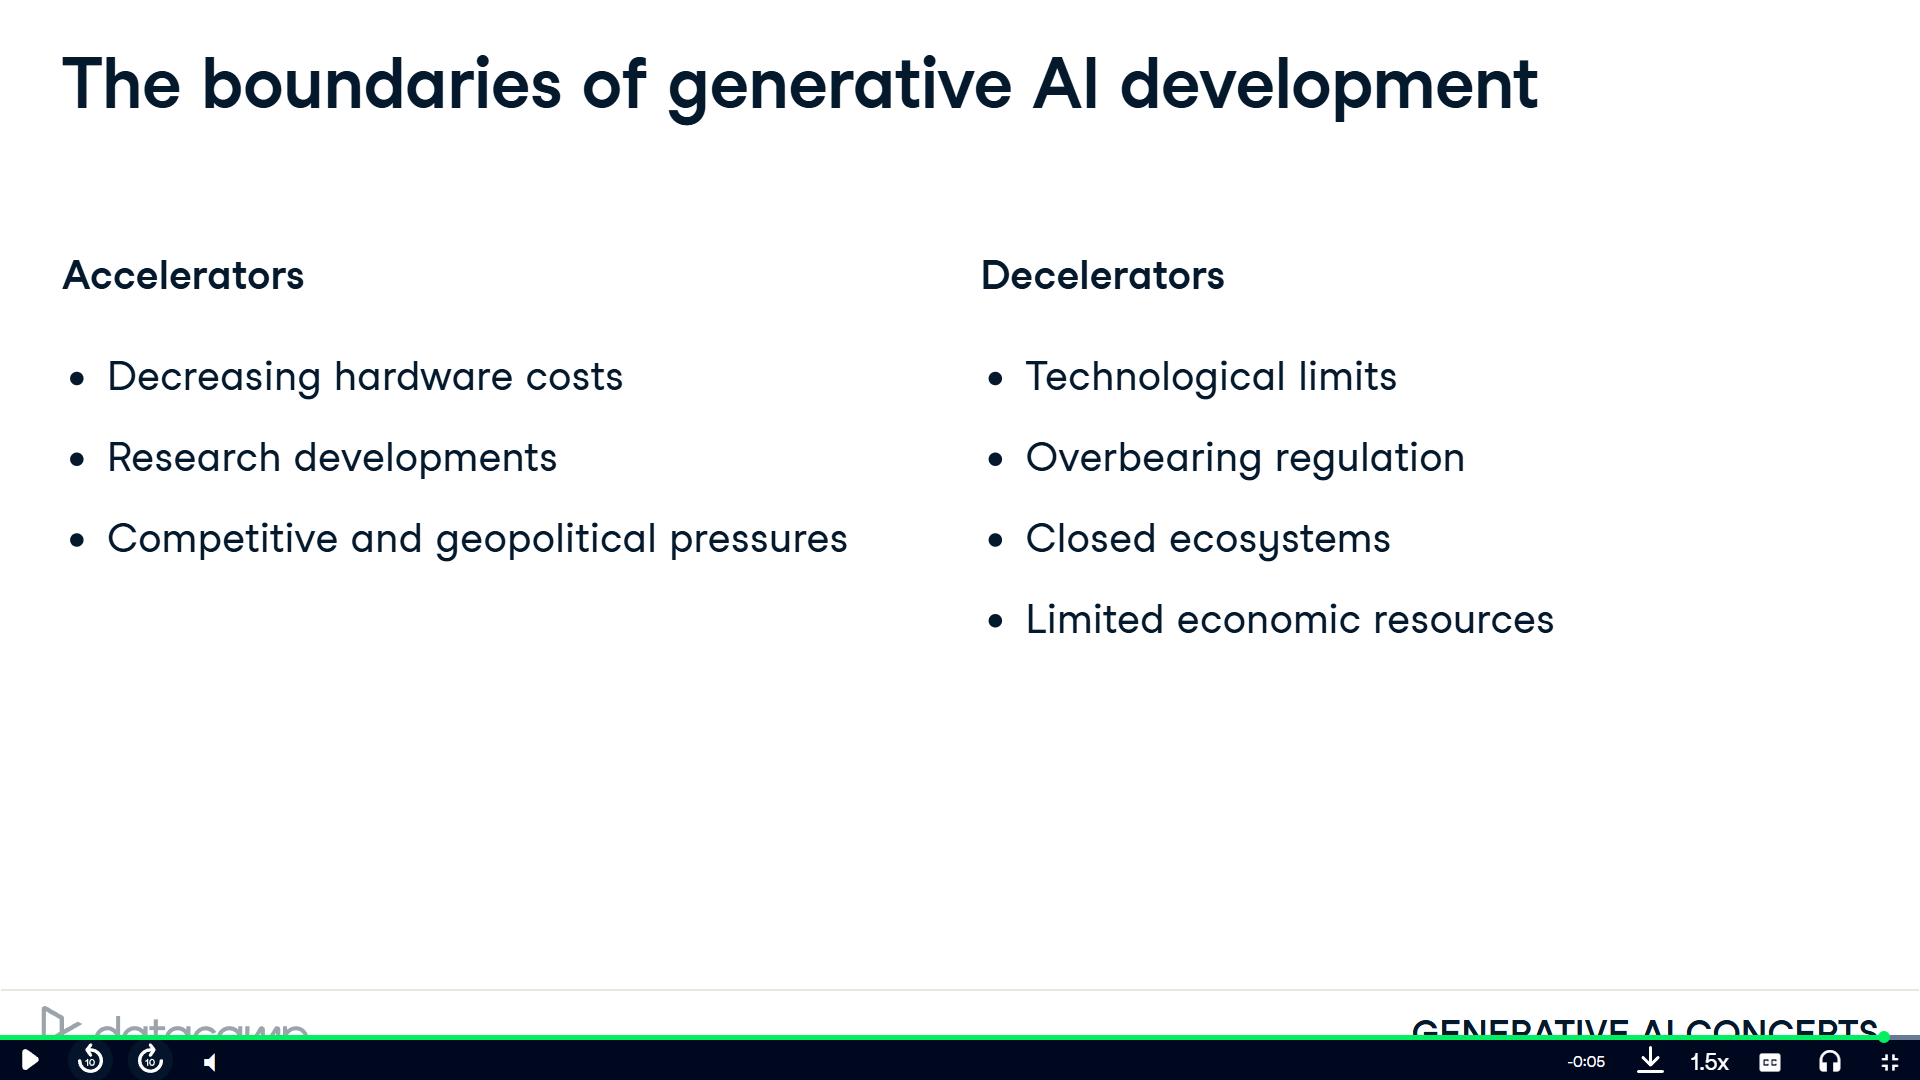 The boundaries of generative AI development
Accelerators
• Decreasing hardware costs
• Research developments
• Competitive and geopolitical pressures
Decelerators
• Technological limits
• Overbearing regulation
• Closed ecosystems
• Limited economic resources
datacamp
GENERATIVE AI CONCEPTS
10
10
-0:05
1.5x
CC